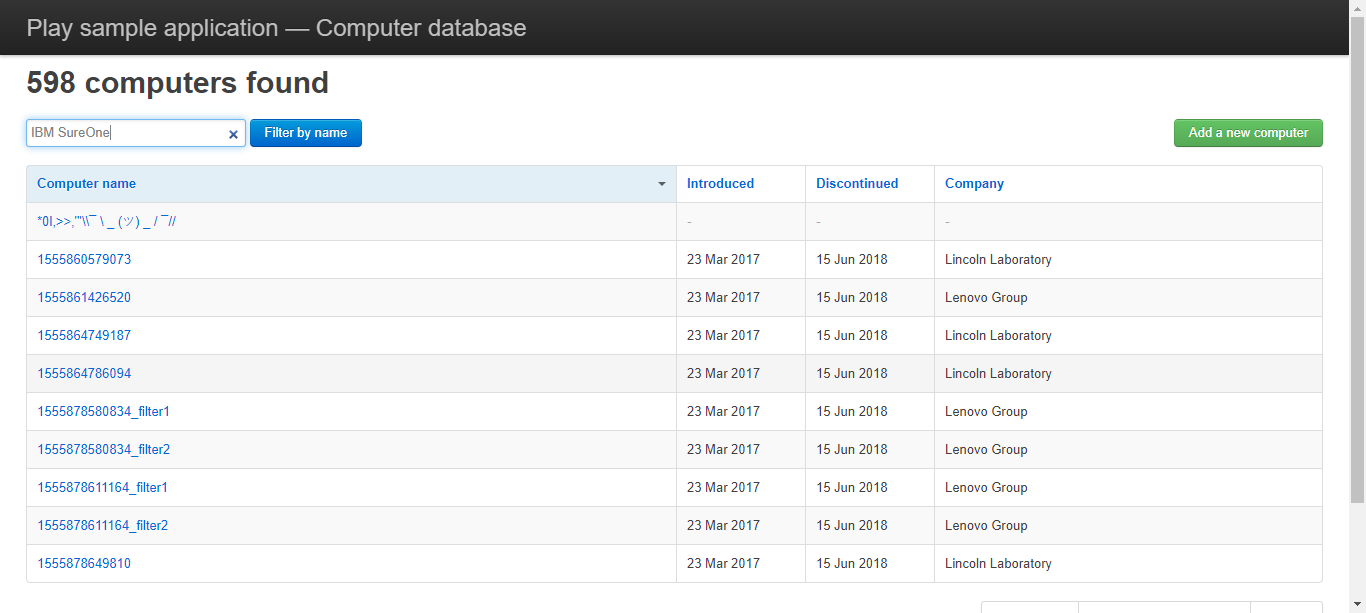 Play sample application — Computer database
598 computers found
IBM SureOne × Filter by name Add a new computer
Computer name Introduced Discontinued Company
*0I,>>,'"\\¯ \ _ (ツ) _ / ¯// - - -
1555860579073 23 Mar 2017 15 Jun 2018 Lincoln Laboratory
1555861426520 23 Mar 2017 15 Jun 2018 Lenovo Group
1555864749187 23 Mar 2017 15 Jun 2018 Lincoln Laboratory
1555864786094 23 Mar 2017 15 Jun 2018 Lincoln Laboratory
1555878580834_filter1 23 Mar 2017 15 Jun 2018 Lenovo Group
1555878580834_filter2 23 Mar 2017 15 Jun 2018 Lenovo Group
1555878611164_filter1 23 Mar 2017 15 Jun 2018 Lenovo Group
1555878611164_filter2 23 Mar 2017 15 Jun 2018 Lenovo Group
1555878649810 23 Mar 2017 15 Jun 2018 Lincoln Laboratory